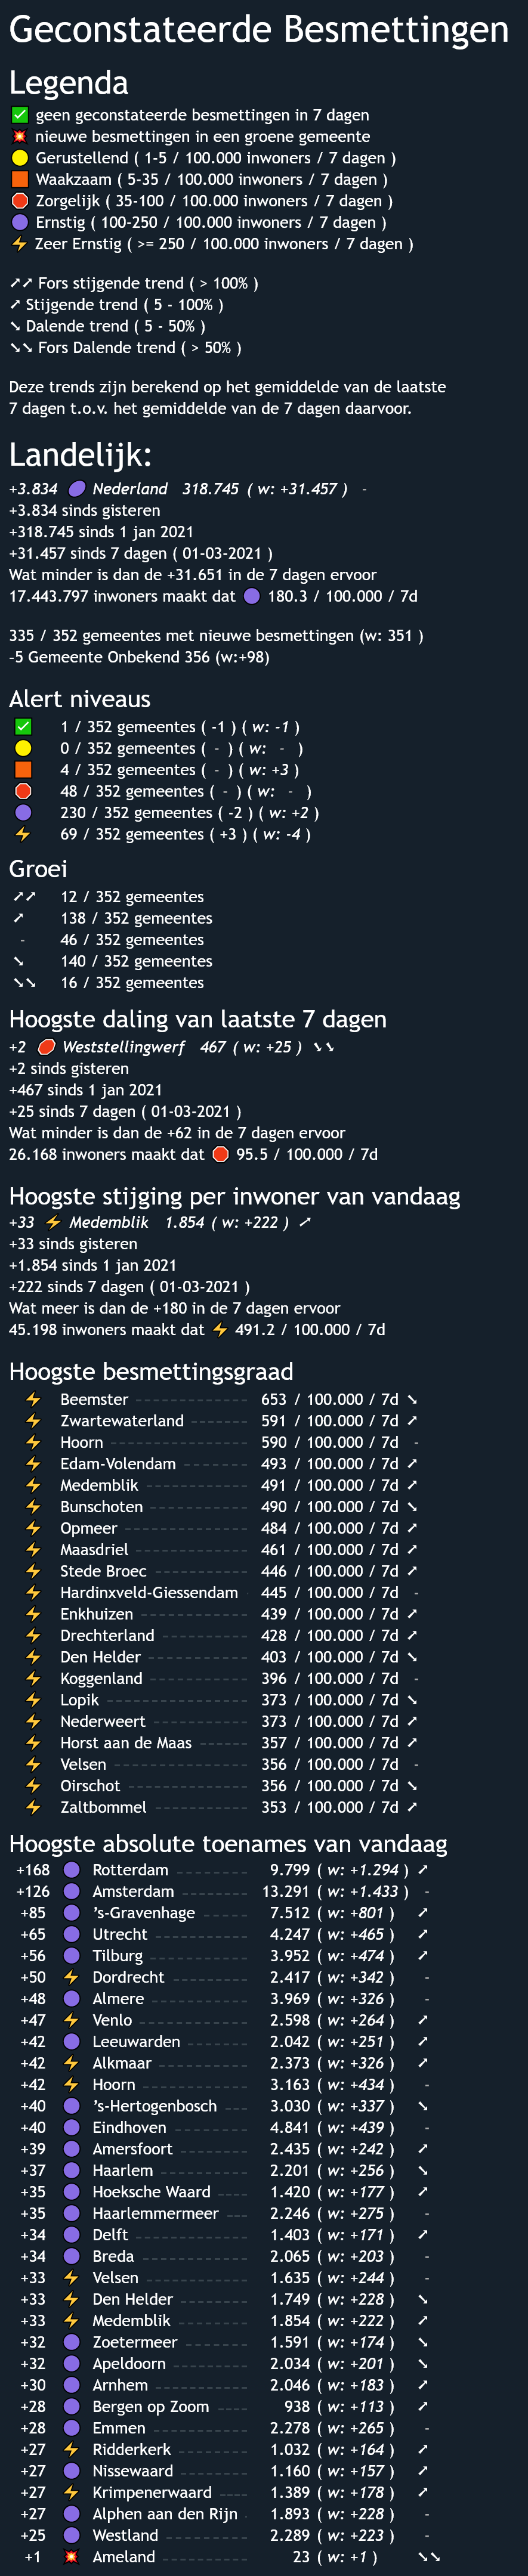 Geconstateerde Besmettingen
Legenda
✅ geen geconstateerde besmettingen in 7 dagen
💥 nieuwe besmettingen in een groene gemeente
🟡 Gerustellend ( 1-5 / 100.000 inwoners / 7 dagen )
🟧 Waakzaam ( 5-35 / 100.000 inwoners / 7 dagen )
🛑 Zorgelijk ( 35-100 / 100.000 inwoners / 7 dagen )
🟣 Ernstig ( 100-250 / 100.000 inwoners / 7 dagen )
⚡ Zeer Ernstig ( >= 250 / 100.000 inwoners / 7 dagen )
➚➚ Fors stijgende trend ( > 100% )
➚ Stijgende trend ( 5 - 100% )
➘ Dalende trend ( 5 - 50% )
➘➘ Fors Dalende trend ( > 50% )
Deze trends zijn berekend op het gemiddelde van de laatste
7 dagen t.o.v. het gemiddelde van de 7 dagen daarvoor.
Landelijk:
+3.834 🟣 Nederland 318.745 ( w: +31.457 ) -
+3.834 sinds gisteren
+318.745 sinds 1 jan 2021
+31.457 sinds 7 dagen ( 01-03-2021 )
Wat minder is dan de +31.651 in de 7 dagen ervoor
17.443.797 inwoners maakt dat 🟣 180.3 / 100.000 / 7d
335 / 352 gemeentes met nieuwe besmettingen (w: 351 )
-5 Gemeente Onbekend 356 (w:+98)
Alert niveaus
✅ 1 / 352 gemeentes ( -1 ) ( w: -1 )
🟡 0 / 352 gemeentes ( - ) ( w: - )
🟧 4 / 352 gemeentes ( - ) ( w: +3 )
🛑 48 / 352 gemeentes ( - ) ( w: - )
🟣 230 / 352 gemeentes ( -2 ) ( w: +2 )
⚡ 69 / 352 gemeentes ( +3 ) ( w: -4 )
Groei
➚➚ 12 / 352 gemeentes
➚ 138 / 352 gemeentes
- 46 / 352 gemeentes
➘ 140 / 352 gemeentes
➘➘ 16 / 352 gemeentes
Hoogste daling van laatste 7 dagen
+2 🛑 Weststellingwerf 467 ( w: +25 ) ➘➘
+2 sinds gisteren
+467 sinds 1 jan 2021
+25 sinds 7 dagen ( 01-03-2021 )
Wat minder is dan de +62 in de 7 dagen ervoor
26.168 inwoners maakt dat 🛑 95.5 / 100.000 / 7d
Hoogste stijging per inwoner van vandaag
+33 ⚡ Medemblik 1.854 ( w: +222 ) ➚
+33 sinds gisteren
+1.854 sinds 1 jan 2021
+222 sinds 7 dagen ( 01-03-2021 )
Wat meer is dan de +180 in de 7 dagen ervoor
45.198 inwoners maakt dat ⚡ 491.2 / 100.000 / 7d
Hoogste besmettingsgraad
⚡ Beemster 653 / 100.000 / 7d ➘
⚡ Zwartewaterland 591 / 100.000 / 7d ➚
⚡ Hoorn 590 / 100.000 / 7d -
⚡ Edam-Volendam 493 / 100.000 / 7d ➚
⚡ Medemblik 491 / 100.000 / 7d ➚
⚡ Bunschoten 490 / 100.000 / 7d ➘
⚡ Opmeer 484 / 100.000 / 7d ➚
⚡ Maasdriel 461 / 100.000 / 7d ➚
⚡ Stede Broec 446 / 100.000 / 7d ➚
⚡ Hardinxveld-Giessendam 445 / 100.000 / 7d -
⚡ Enkhuizen 439 / 100.000 / 7d ➚
⚡ Drechterland 428 / 100.000 / 7d ➚
⚡ Den Helder 403 / 100.000 / 7d ➘
⚡ Koggenland 396 / 100.000 / 7d -
⚡ Lopik 373 / 100.000 / 7d ➘
⚡ Nederweert 373 / 100.000 / 7d ➚
⚡ Horst aan de Maas 357 / 100.000 / 7d ➚
⚡ Velsen 356 / 100.000 / 7d -
⚡ Oirschot 356 / 100.000 / 7d ➘
⚡ Zaltbommel 353 / 100.000 / 7d ➚
Hoogste absolute toenames van vandaag
+168 🟣 Rotterdam 9.799 ( w: +1.294 ) ➚
+126 🟣 Amsterdam 13.291 ( w: +1.433 ) -
+85 🟣 's-Gravenhage 7.512 ( w: +801 ) ➚
+65 🟣 Utrecht 4.247 ( w: +465 ) ➚
+56 🟣 Tilburg 3.952 ( w: +474 ) ➚
+50 ⚡ Dordrecht 2.417 ( w: +342 ) -
+48 🟣 Almere 3.969 ( w: +326 ) -
+47 ⚡ Venlo 2.598 ( w: +264 ) ➚
+42 🟣 Leeuwarden 2.042 ( w: +251 ) ➚
+42 ⚡ Alkmaar 2.373 ( w: +326 ) ➚
+42 ⚡ Hoorn 3.163 ( w: +434 ) -
+40 🟣 's-Hertogenbosch 3.030 ( w: +337 ) ➘
+40 🟣 Eindhoven 4.841 ( w: +439 ) -
+39 🟣 Amersfoort 2.435 ( w: +242 ) ➚
+37 🟣 Haarlem 2.201 ( w: +256 ) ➘
+35 🟣 Hoeksche Waard 1.420 ( w: +177 ) ➚
+35 🟣 Haarlemmermeer 2.246 ( w: +275 ) -
+34 🟣 Delft 1.403 ( w: +171 ) ➚
+34 🟣 Breda 2.065 ( w: +203 ) -
+33 ⚡ Velsen 1.635 ( w: +244 ) -
+33 ⚡ Den Helder 1.749 ( w: +228 ) ➘
+33 ⚡ Medemblik 1.854 ( w: +222 ) ➚
+32 🟣 Zoetermeer 1.591 ( w: +174 ) ➘
+32 🟣 Apeldoorn 2.034 ( w: +201 ) ➘
+30 🟣 Arnhem 2.046 ( w: +183 ) ➚
+28 🟣 Bergen op Zoom 938 ( w: +113 ) ➚
+28 🟣 Emmen 2.278 ( w: +265 ) -
+27 ⚡ Ridderkerk 1.032 ( w: +164 ) ➚
+27 🟣 Nissewaard 1.160 ( w: +157 ) ➚
+27 ⚡ Krimpenerwaard 1.389 ( w: +178 ) ➚
+27 🟣 Alphen aan den Rijn 1.893 ( w: +228 ) -
+25 🟣 Westland 2.289 ( w: +223 ) -
+1 💥 Ameland 23 ( w: +1 ) ➘➘